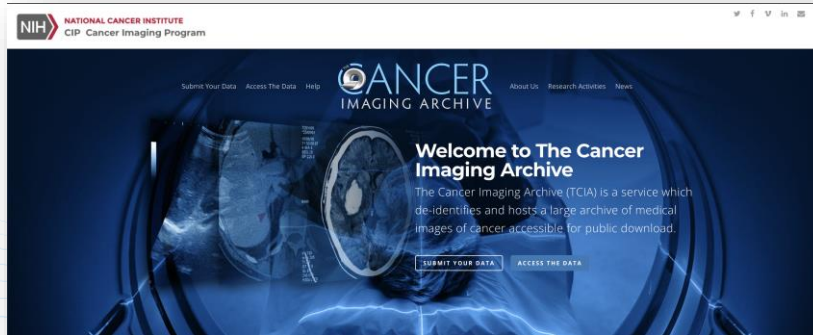 NIH NATIONAL CANCER INSTITUTE
CIP Cancer Imaging Program
Submit Your Data Access The Data Help
THE CANCER
IMAGING ARCHIVE
About Us Research Activities News
Welcome to The Cancer
Imaging Archive
The Cancer Imaging Archive (TCIA) is a service which
de-identifies and hosts a large archive of medical
images of cancer accessible for public download.
SUBMIT YOUR DATA ACCESS THE DATA